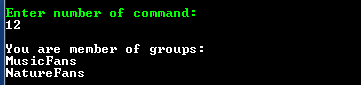 Enter number of command:
12
You are member of groups:
MusicFans
NatureFans